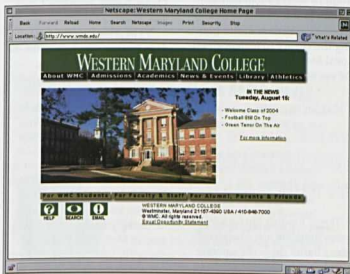 Netscape: Western Maryland College Home Page
Back Forward Reload Home Search Netscape Images Print Security Stop
Location: http://www.wmdc.edu/ What's Related
WESTERN MARYLAND COLLEGE
About WMC Admissions Academics News & Events Library Athletics
IN THE NEWS
Tuesday, August 15:
- Welcome Class of 2004
- Football Still On Top
- Green Terror On The Air
For more information
For WMC Students, For Faculty & Staff, For Alumni, Parents & Friends
HELP SEARCH EMAIL
WESTERN MARYLAND COLLEGE
Westminster, Maryland 21157-4390 USA / 410-848-7000
© WMC. All rights reserved.
Equal Opportunity Statement